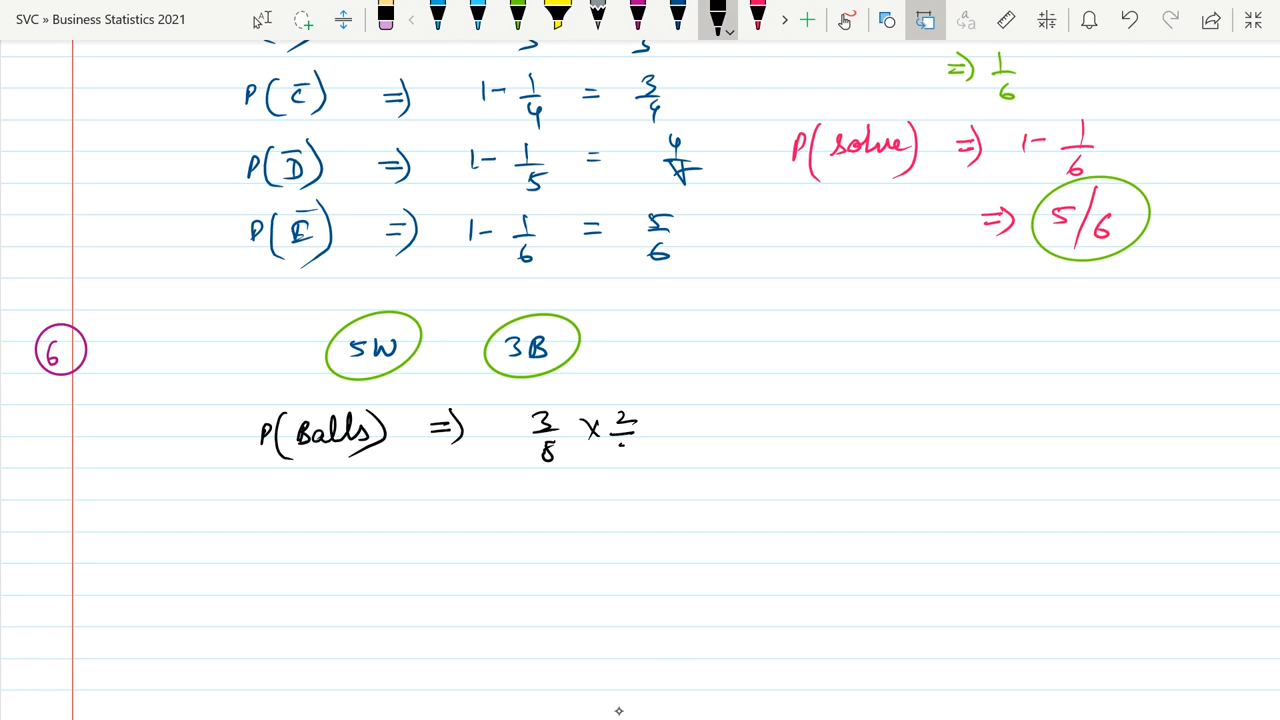 SVC » Business Statistics 2021
P(C̄) => 1 - 1/4 = 3/4
P(D̄) => 1 - 1/5 = 4/5
P(Ē) => 1 - 1/6 = 5/6
=> 1/6
P(solve) => 1 - 1/6
=> 5/6
6
5W 3B
P(Balls) => 3/8 × 2/